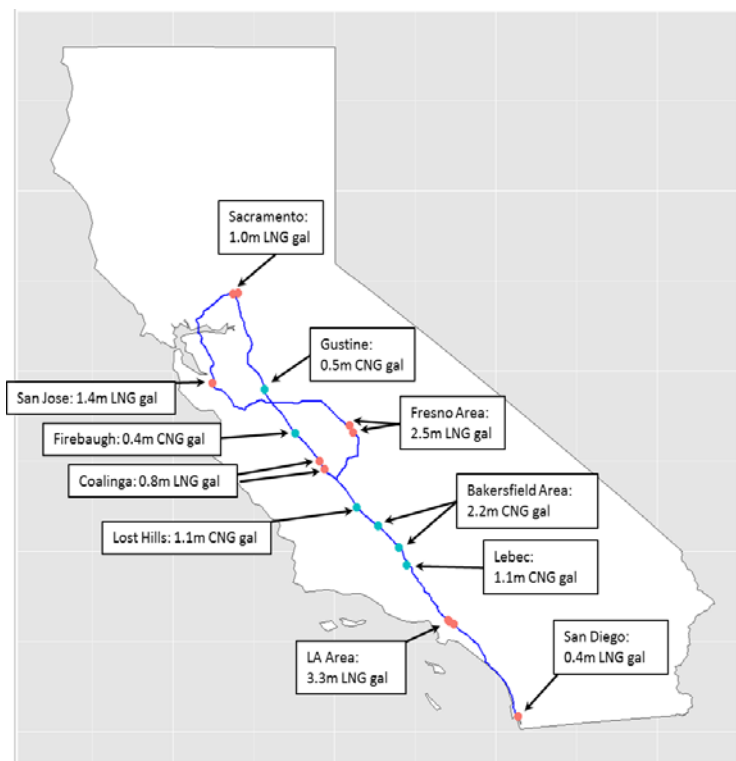 Sacramento:
1.0m LNG gal
Gustine:
0.5m CNG gal
San Jose: 1.4m LNG gal
Fresno Area:
2.5m LNG gal
Firebaugh: 0.4m CNG gal
Coalinga: 0.8m LNG gal
Bakersfield Area:
2.2m CNG gal
Lost Hills: 1.1m CNG gal
Lebec:
1.1m CNG gal
San Diego:
0.4m LNG gal
LA Area:
3.3m LNG gal